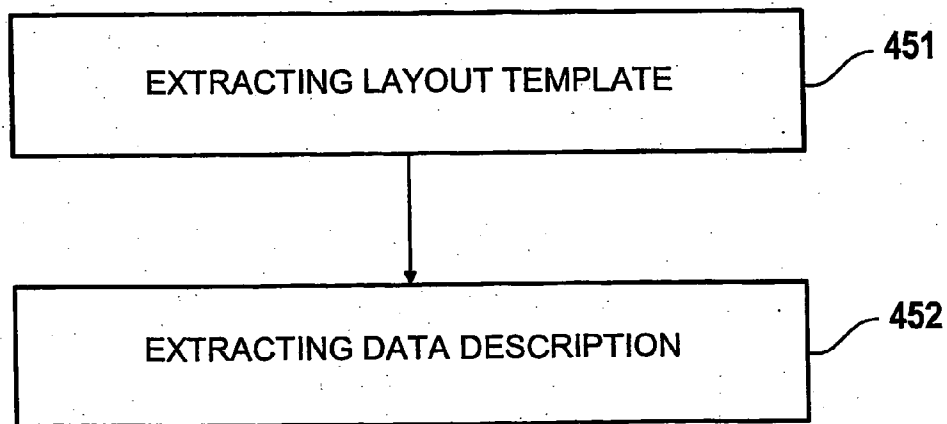 EXTRACTING LAYOUT TEMPLATE
451
EXTRACTING DATA DESCRIPTION
452